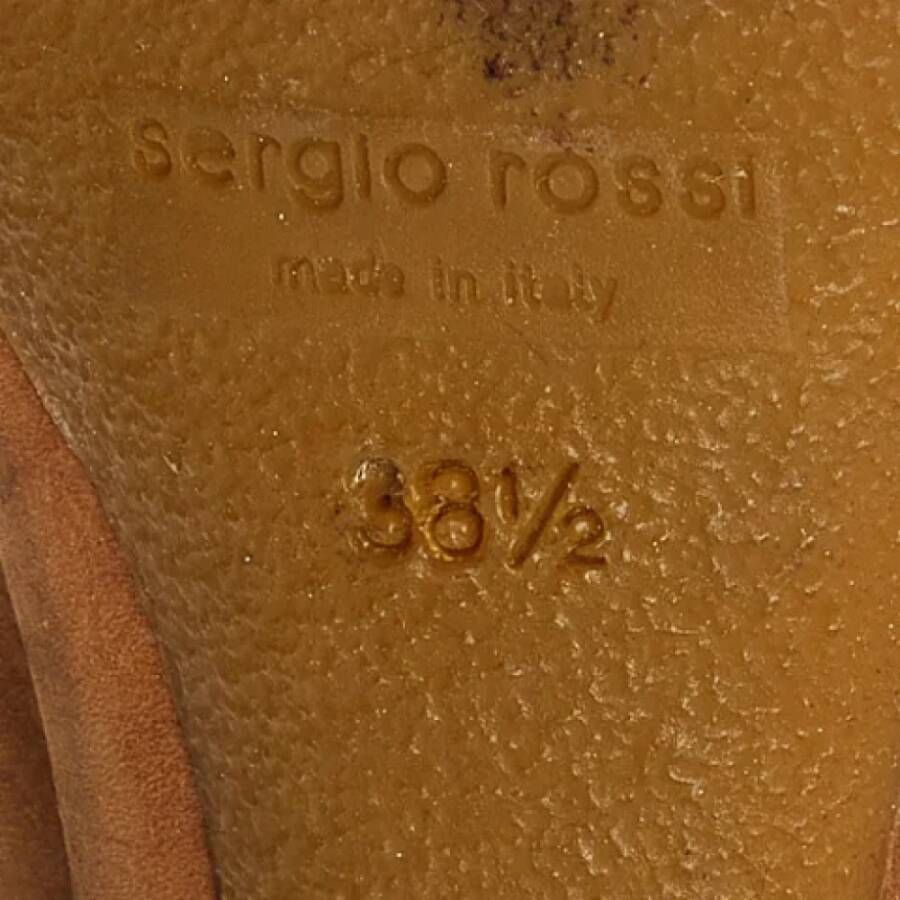 sergio rossi
made in italy
38½